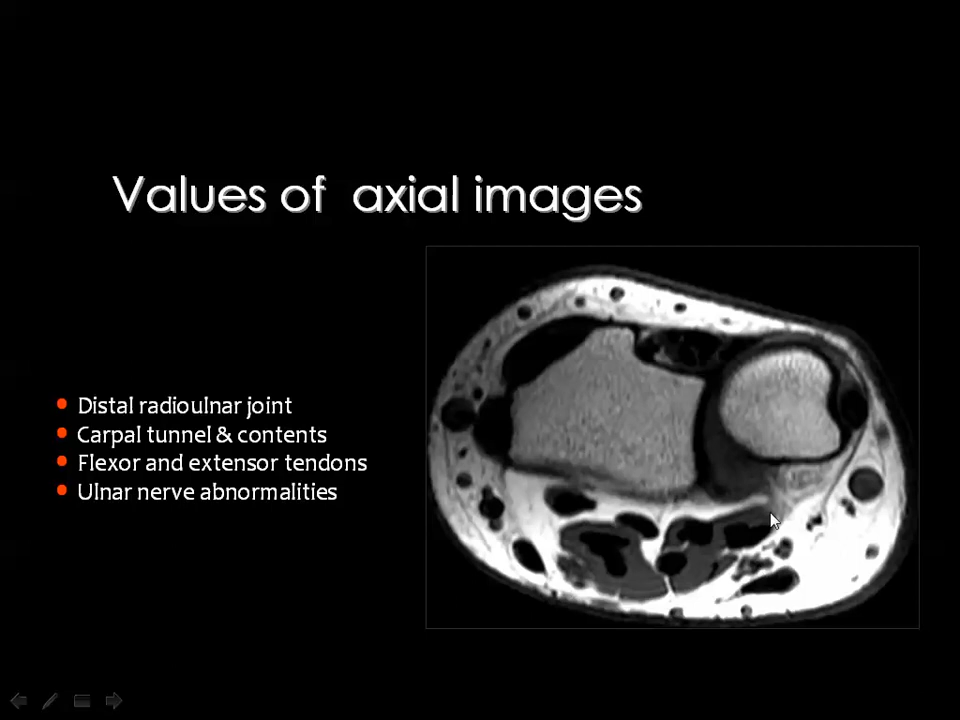 Values of axial images
Distal radioulnar joint
Carpal tunnel & contents
Flexor and extensor tendons
Ulnar nerve abnormalities